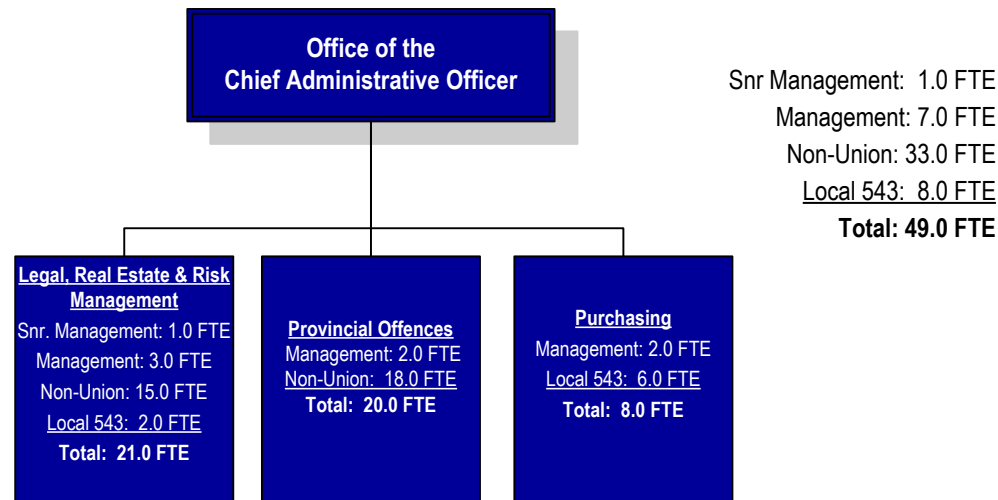 Office of the
Chief Administrative Officer
Snr Management: 1.0 FTE
Management: 7.0 FTE
Non-Union: 33.0 FTE
Local 543: 8.0 FTE
Total: 49.0 FTE
Legal, Real Estate & Risk
Management
Snr. Management: 1.0 FTE
Management: 3.0 FTE
Non-Union: 15.0 FTE
Local 543: 2.0 FTE
Total: 21.0 FTE
Provincial Offences
Management: 2.0 FTE
Non-Union: 18.0 FTE
Total: 20.0 FTE
Purchasing
Management: 2.0 FTE
Local 543: 6.0 FTE
Total: 8.0 FTE